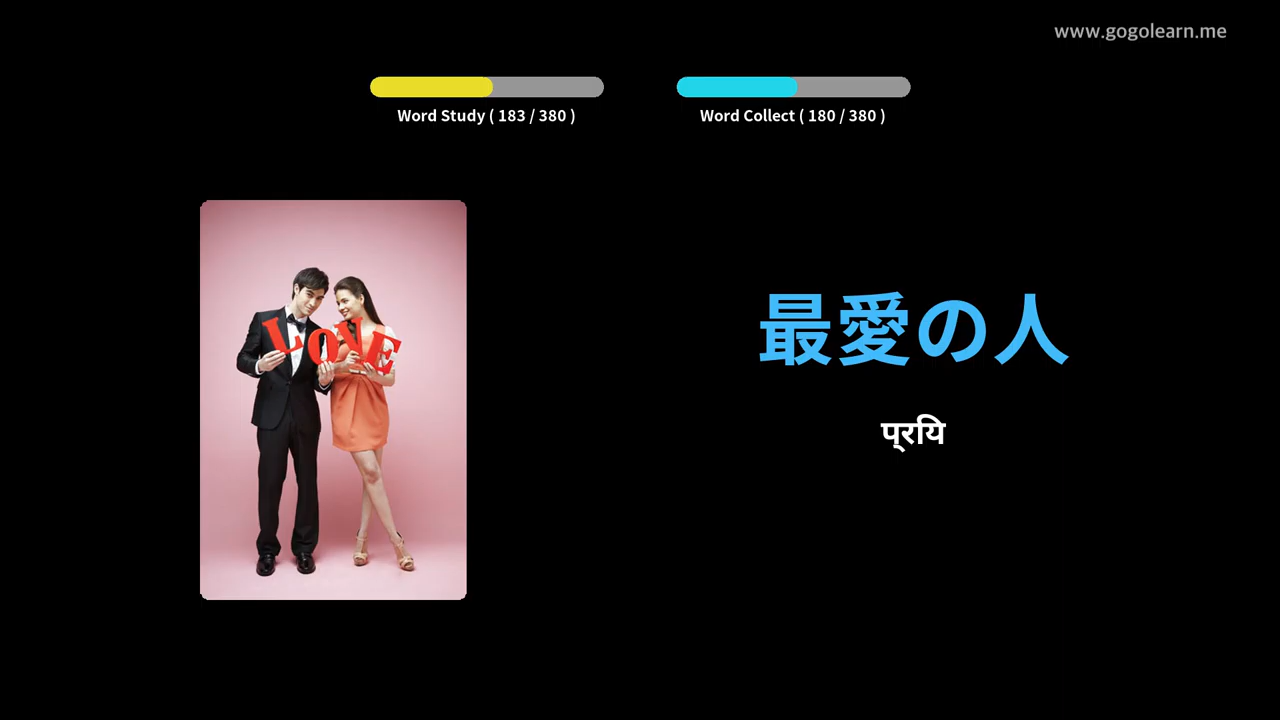 www.gogolearn.me
Word Study ( 183 / 380 )
Word Collect ( 180 / 380 )
LOVE
最愛の人
प्रयि